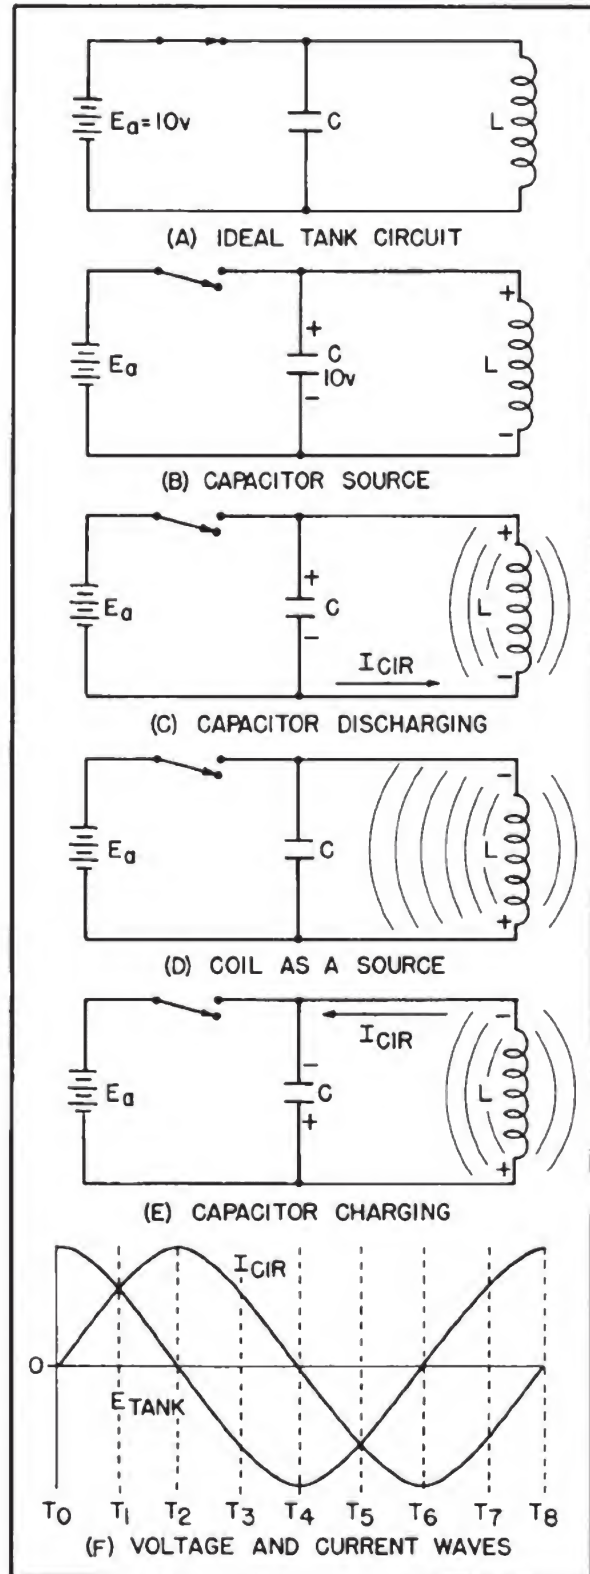 Ea=10v C L
(A) IDEAL TANK CIRCUIT
+
+ C
Ea L
10v
- -
(B) CAPACITOR SOURCE
+
+
Ea C L
-
ICIR -
(C) CAPACITOR DISCHARGING
-
Ea C L
+
(D) COIL AS A SOURCE
ICIR -
-
Ea C L
+
+
(E) CAPACITOR CHARGING
ICIR
0
ETANK
T0 T1 T2 T3 T4 T5 T6 T7 T8
(F) VOLTAGE AND CURRENT WAVES